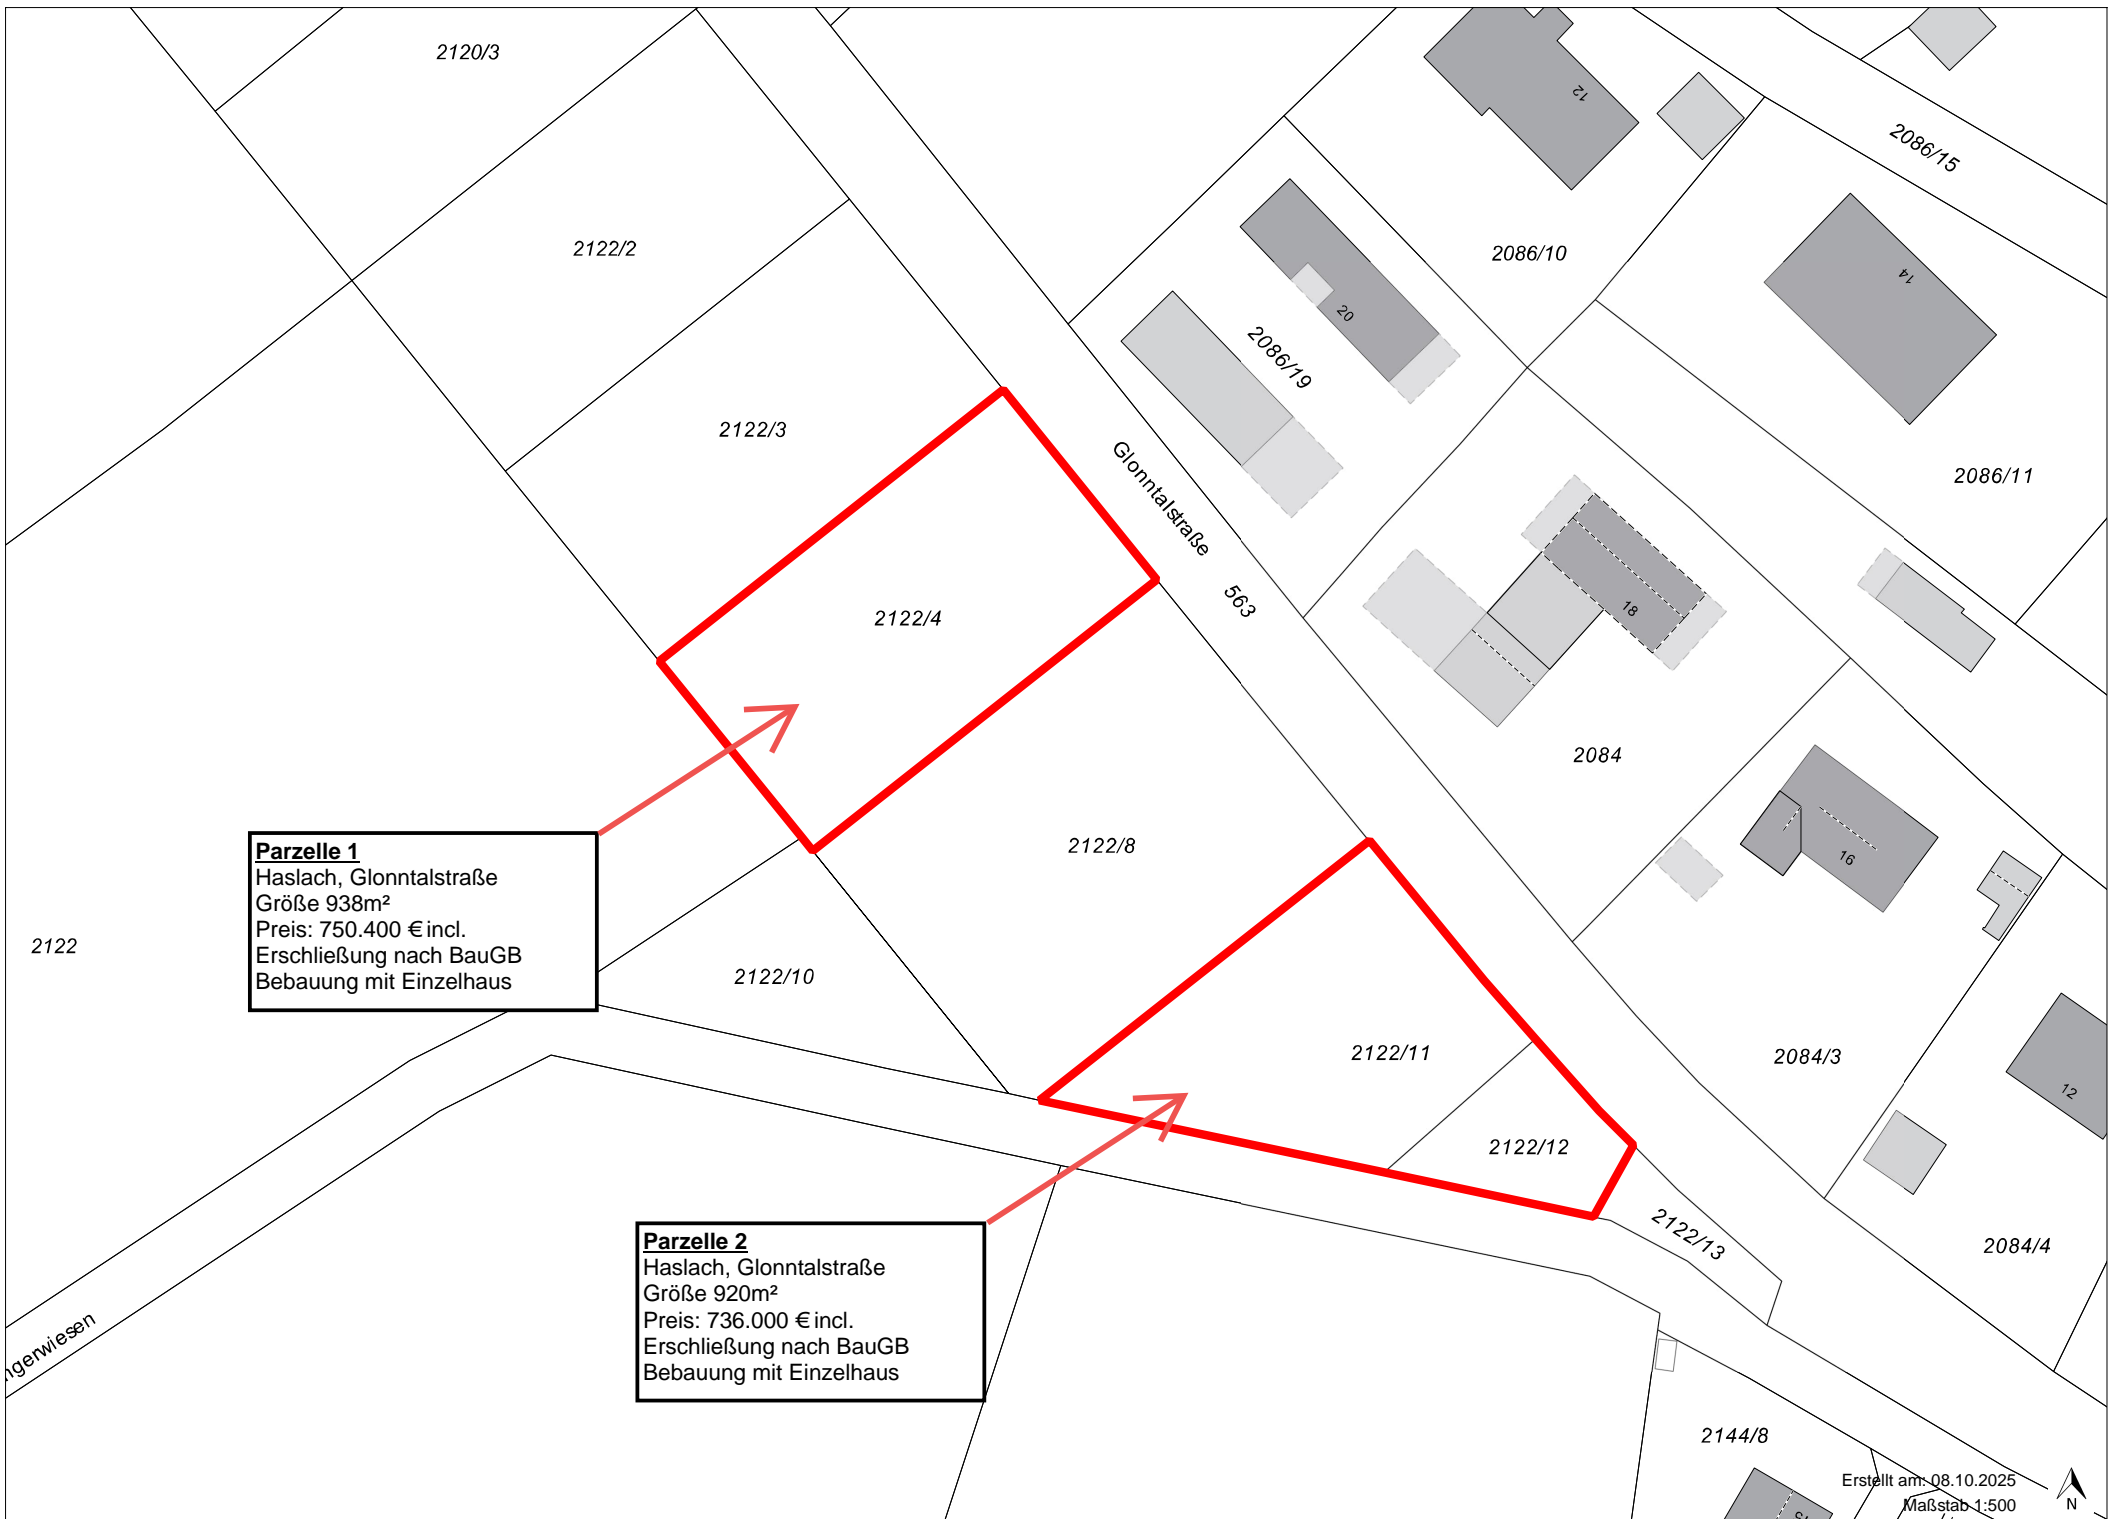 2120/3
12
2086/15
2122/2
2086/10
14
20
2086/19
2122/3
Glonntalstraße
563
2086/11
2122/4
18
2084
2122/8
16
Parzelle 1
Haslach, Glonntalstraße
Größe 938m²
Preis: 750.400 € incl.
Erschließung nach BauGB
Bebauung mit Einzelhaus
2122
2122/10
2122/11
2084/3
12
2122/12
2122/13
2084/4
Parzelle 2
Haslach, Glonntalstraße
Größe 920m²
Preis: 736.000 € incl.
Erschließung nach BauGB
Bebauung mit Einzelhaus
ngerwiesen
2144/8
Erstellt am: 08.10.2025
Maßstab 1:500
N